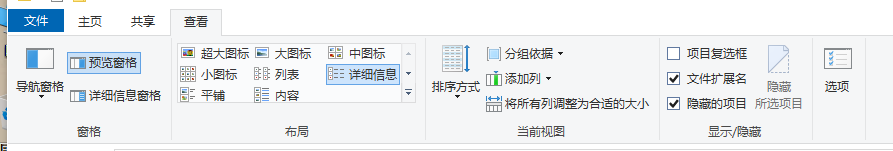 文件 主页 共享 查看
导航窗格
预览窗格
详细信息窗格
窗格
超大图标 大图标 中图标
小图标 列表 详细信息
平铺 内容
布局
排序方式
分组依据
添加列
将所有列调整为合适的大小
当前视图
项目复选框
文件扩展名
隐藏的项目
隐藏
所选项目
显示/隐藏
选项